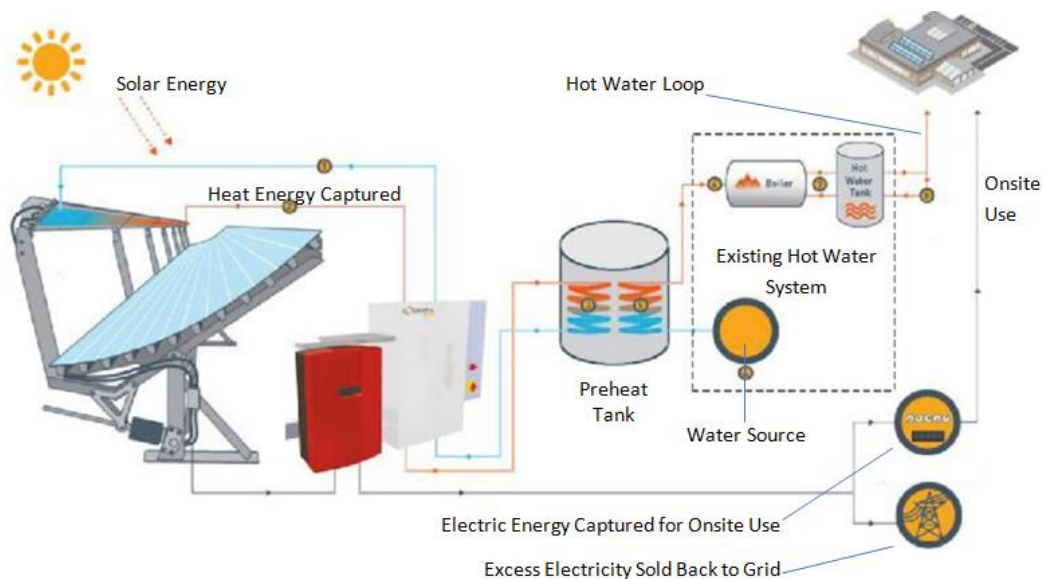 Solar Energy
Hot Water Loop
Heat Energy Captured
Onsite
Use
Boiler
Hot
Water
Tank
Existing Hot Water
System
Preheat
Tank
Water Source
Electric Energy Captured for Onsite Use
Excess Electricity Sold Back to Grid